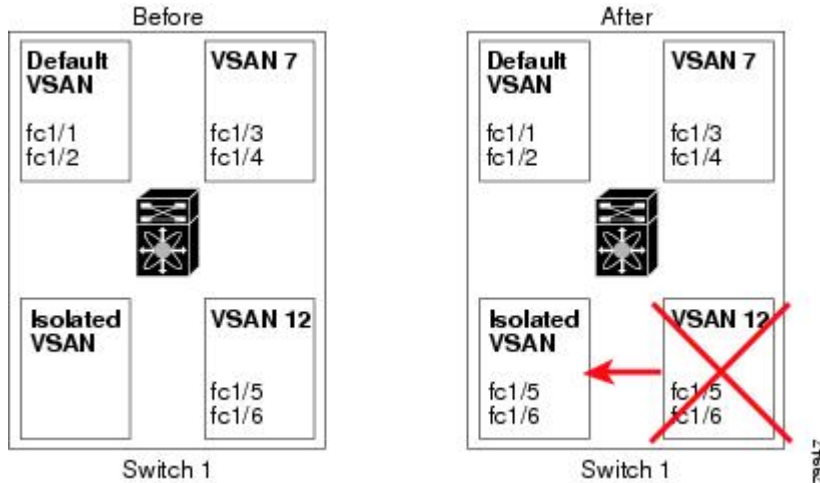 Before
Default
VSAN
fc1/1
fc1/2
VSAN 7
fc1/3
fc1/4
Isolated
VSAN
VSAN 12
fc1/5
fc1/6
Switch 1
After
Default
VSAN
fc1/1
fc1/2
VSAN 7
fc1/3
fc1/4
Isolated
VSAN
fc1/5
fc1/6
VSAN 12
fc1/5
fc1/6
Switch 1